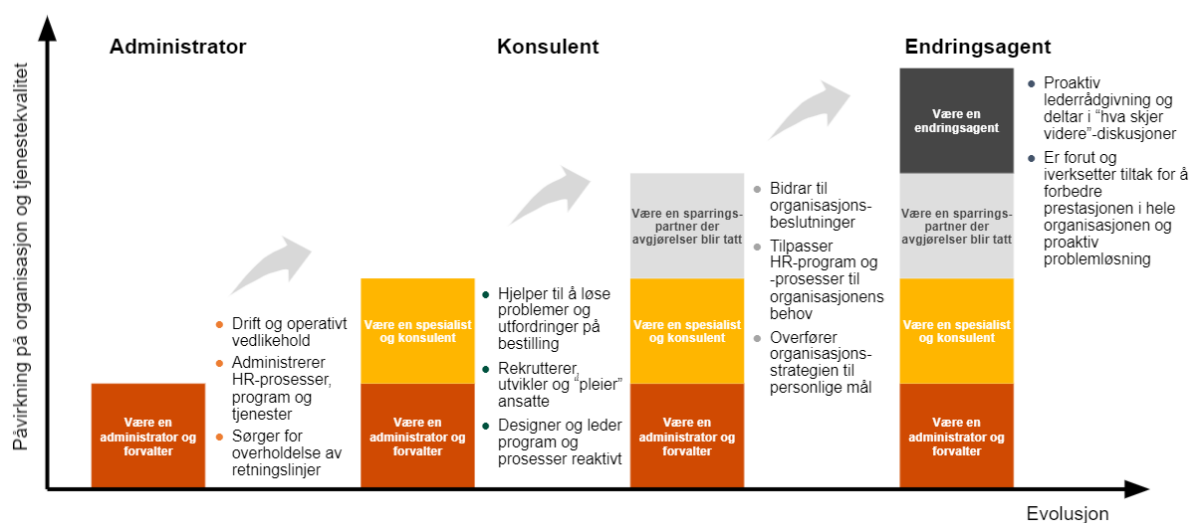 Påvirkning på organisasjon og tjenestekvalitet
Administrator
Konsulent
Endringsagent
Være en
administrator og
forvalter
Drift og operativt
vedlikehold
Administrerer
HR-prosesser,
program og
tjenester
Sørger for
overholdelse av
retningslinjer
Være en spesialist
og konsulent
Være en
administrator og
forvalter
Hjelper til å løse
problemer og
utfordringer på
bestilling
Rekrutterer,
utvikler og "pleier"
ansatte
Designer og leder
program og
prosesser reaktivt
Være en sparrings-
partner der
avgjørelser blir tatt
Være en spesialist
og konsulent
Være en
administrator og
forvalter
Bidrar til
organisasjons-
beslutninger
Tilpasser
HR-program og
-prosesser til
organisasjonens
behov
Overfører
organisasjons-
strategien til
personlige mål
Være en
endringsagent
Være en sparrings-
partner der
avgjørelser blir tatt
Være en spesialist
og konsulent
Være en
administrator og
forvalter
Proaktiv
lederrådgivning og
deltar i "hva skjer
videre"-diskusjoner
Er forut og
iverksetter tiltak for å
forbedre
prestasjonen i hele
organisasjonen og
proaktiv
problemløsning
Evolusjon